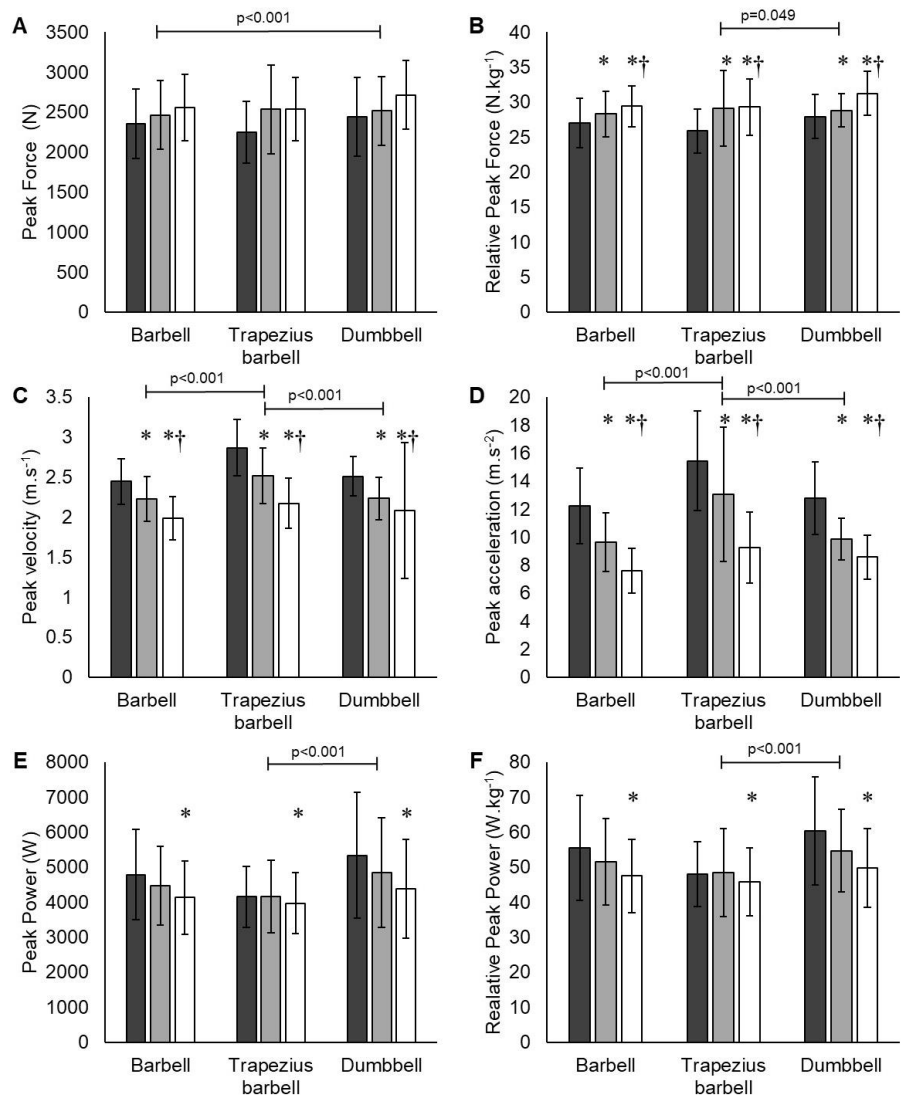 A
p<0.001
Peak Force (N)
3500
3000
2500
2000
1500
1000
500
0
Barbell
Trapezius
barbell
Dumbbell
B
p=0.049
* *† * *† * *†
Relative Peak Force (N.kg⁻¹)
40
35
30
25
20
15
10
5
0
Barbell
Trapezius
barbell
Dumbbell
C
p<0.001
p<0.001
* *† * *† * *†
Peak velocity (m.s⁻¹)
3.5
3
2.5
2
1.5
1
0.5
0
Barbell
Trapezius
barbell
Dumbbell
D
p<0.001
p<0.001
* *† * *† * *†
Peak acceleration (m.s⁻²)
20
18
16
14
12
10
8
6
4
2
0
Barbell
Trapezius
barbell
Dumbbell
E
p<0.001
* * *
Peak Power (W)
8000
7000
6000
5000
4000
3000
2000
1000
0
Barbell
Trapezius
barbell
Dumbbell
F
p<0.001
* * *
Realative Peak Power (W.kg⁻¹)
80
70
60
50
40
30
20
10
0
Barbell
Trapezius
barbell
Dumbbell